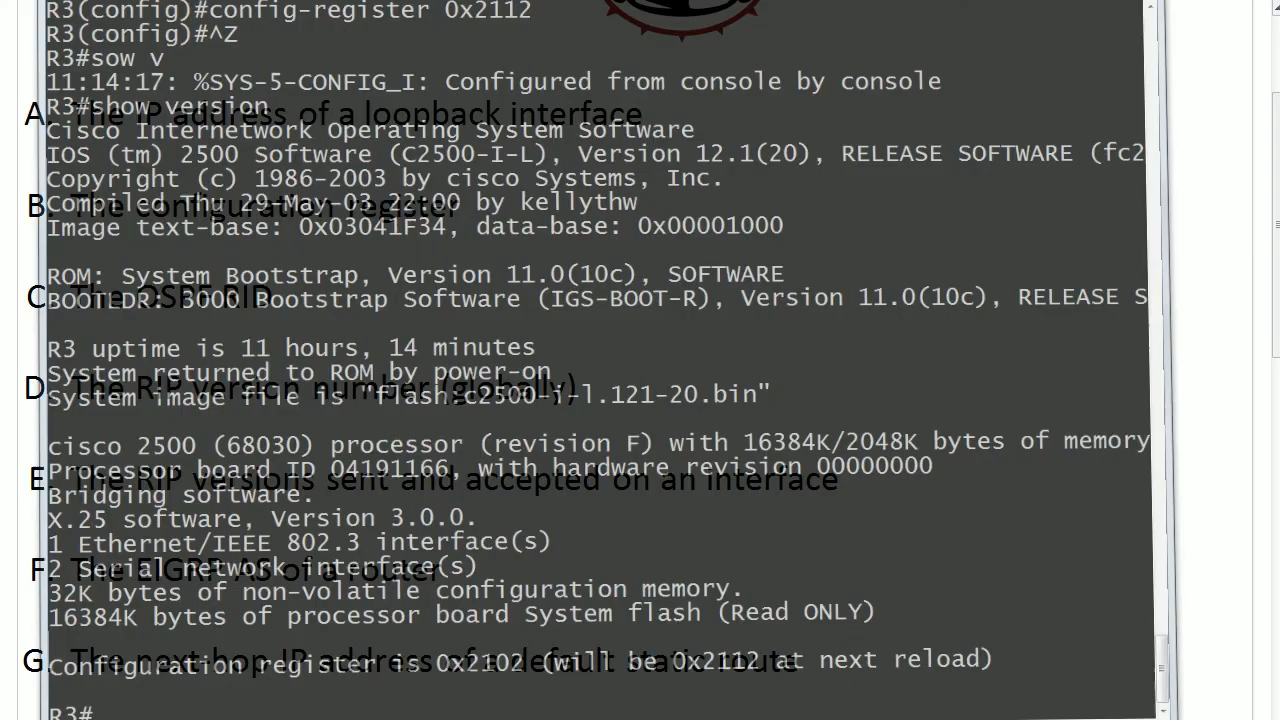 R3(config)#config-register 0x2112
R3(config)#^Z
R3#sow v
11:14:17: %SYS-5-CONFIG_I: Configured from console by console
A. The IP address of a loopback interface
R3#show version
Cisco Internetwork Operating System Software
IOS (tm) 2500 Software (C2500-I-L), Version 12.1(20), RELEASE SOFTWARE (fc2
Copyright (c) 1986-2003 by cisco Systems, Inc.
Compiled Thu 29-May-03 22:00 by kellythw
B. The configuration register
Image text-base: 0x03041F34, data-base: 0x00001000
ROM: System Bootstrap, Version 11.0(10c), SOFTWARE
C. The OSPF RID
BOOTLDR: 3000 Bootstrap Software (IGS-BOOT-R), Version 11.0(10c), RELEASE S
R3 uptime is 11 hours, 14 minutes
System returned to ROM by power-on
D. The RIP version number (globally)
System image file is "flash:c2500-i-l.121-20.bin"
cisco 2500 (68030) processor (revision F) with 16384K/2048K bytes of memory
Processor board ID 04191166, with hardware revision 00000000
E. The RIP versions sent and accepted on an interface
Bridging software.
X.25 software, Version 3.0.0.
1 Ethernet/IEEE 802.3 interface(s)
2 Serial network interface(s)
F. The EIGRP AS of a router
32K bytes of non-volatile configuration memory.
16384K bytes of processor board System flash (Read ONLY)
G. The next hop IP address of a default static route
Configuration register is 0x2102 (will be 0x2112 at next reload)
R3#